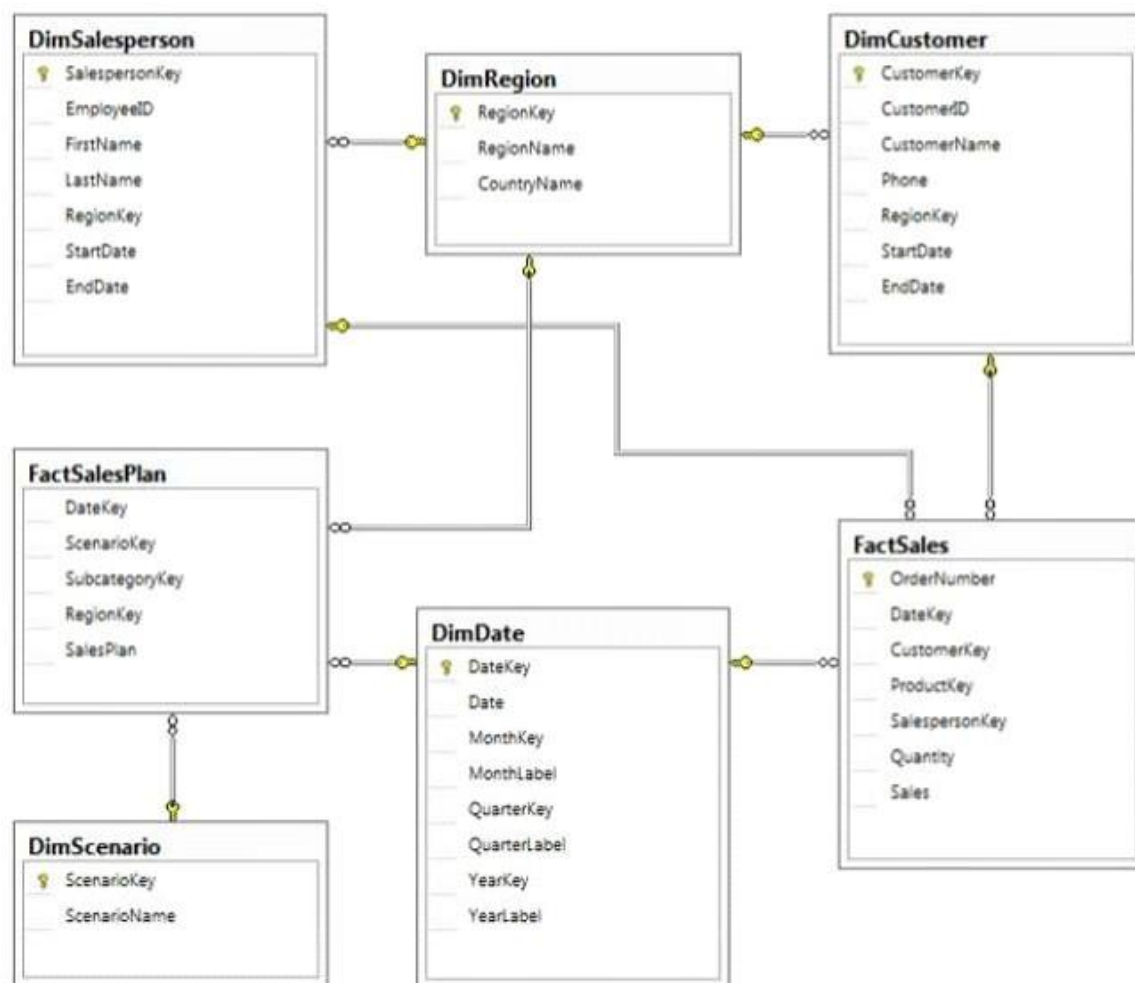 DimSalesperson
SalespersonKey
EmployeeID
FirstName
LastName
RegionKey
StartDate
EndDate
DimRegion
RegionKey
RegionName
CountryName
DimCustomer
CustomerKey
CustomerID
CustomerName
Phone
RegionKey
StartDate
EndDate
FactSalesPlan
DateKey
ScenarioKey
SubcategoryKey
RegionKey
SalesPlan
DimDate
DateKey
Date
MonthKey
MonthLabel
QuarterKey
QuarterLabel
YearKey
YearLabel
FactSales
OrderNumber
DateKey
CustomerKey
ProductKey
SalespersonKey
Quantity
Sales
DimScenario
ScenarioKey
ScenarioName